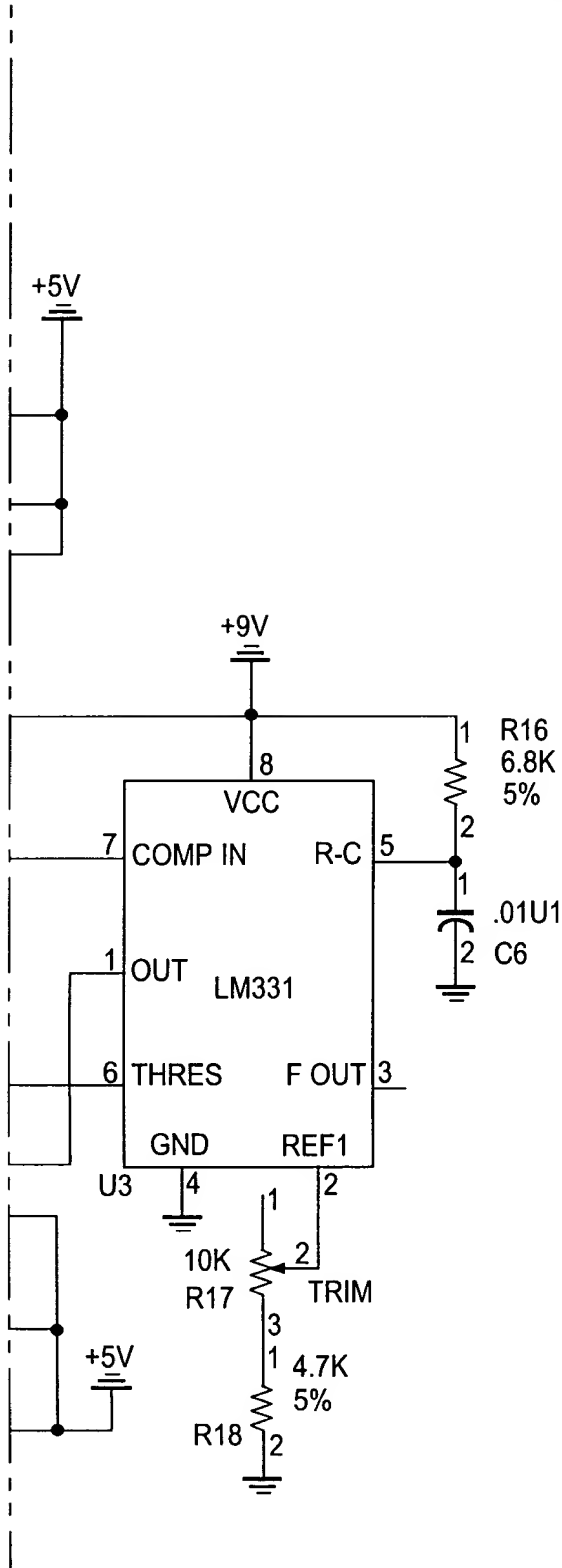 +5V
+9V
1
R16
6.8K
5%
2
8
VCC
7
COMP IN
R-C
5
1
.01U1
2
C6
1
OUT
LM331
6
THRES
F OUT
3
GND
REF1
U3
4
2
1
10K
2
R17
TRIM
3
1
4.7K
5%
+5V
R18
2